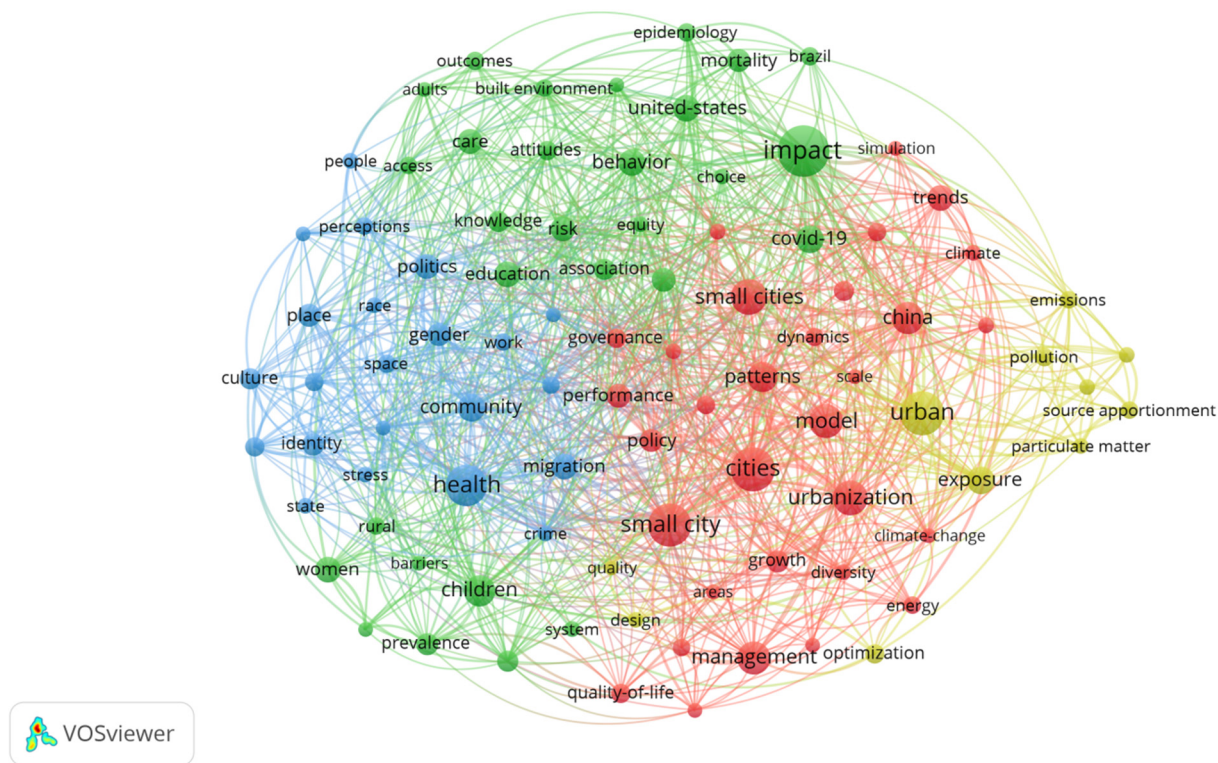 epidemiology
outcomes
mortality
brazil
adults
built environment
united-states
care
attitudes
impact
simulation
people
access
behavior
choice
trends
perceptions
knowledge
risk
equity
covid-19
climate
politics
education
association
small cities
emissions
place
race
china
gender
work
governance
dynamics
pollution
space
culture
patterns
scale
performance
community
model
urban
source apportionment
identity
policy
particulate matter
stress
migration
cities
health
exposure
urbanization
state
rural
crime
small city
climate-change
women
barriers
quality
growth
diversity
children
areas
energy
design
prevalence
system
management
optimization
quality-of-life
VOSviewer